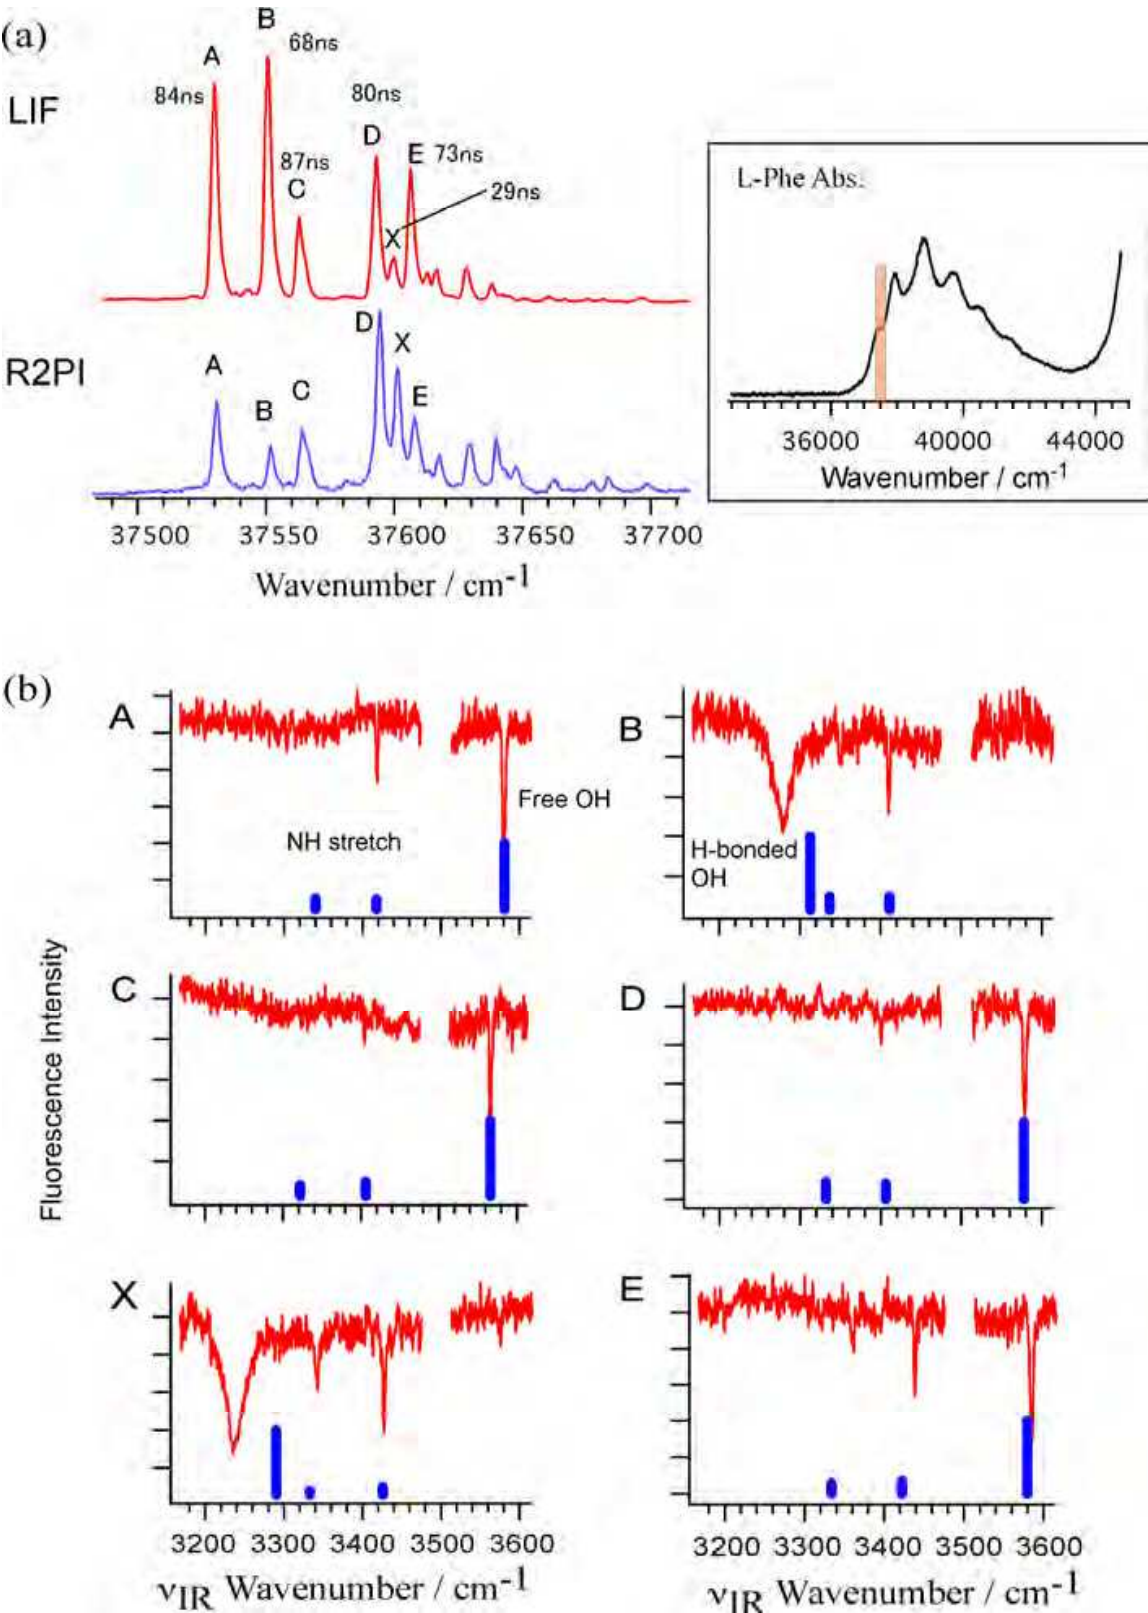 (a)
LIF
A
84ns
B
68ns
87ns
C
80ns
D
E 73ns
29ns
X
R2PI
A
B
C
D
X
E
37500 37550 37600 37650 37700
Wavenumber / cm-1
L-Phe Abs.
36000 40000 44000
Wavenumber / cm-1
(b)
Fluorescence Intensity
A
NH stretch
Free OH
B
H-bonded
OH
C
D
X
3200 3300 3400 3500 3600
νIR Wavenumber / cm-1
E
3200 3300 3400 3500 3600
νIR Wavenumber / cm-1